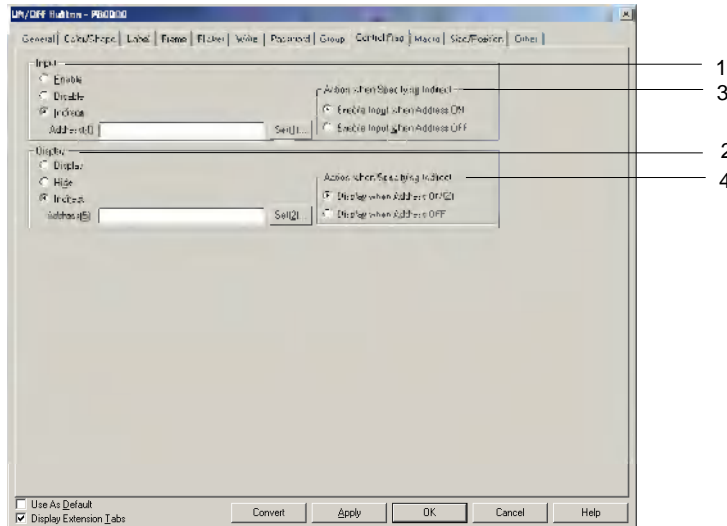 ON/OFF Button - PB0000
General Color/Shape Label Frame Flicker Write Password Group Control Flag Macro Size/Position Other
Input
1
Enable
3
Disable
Action when Specifying Indirect
Indirect
Enable Input when Address ON
Address(1)
Set(1)...
Enable Input when Address OFF
Display
2
Display
Hide
Action when Specifying Indirect
4
Indirect
Display when Address ON(2)
Address(5)
Set(2)...
Display when Address OFF
Use As Default
Display Extension Tabs
Convert Apply OK Cancel Help